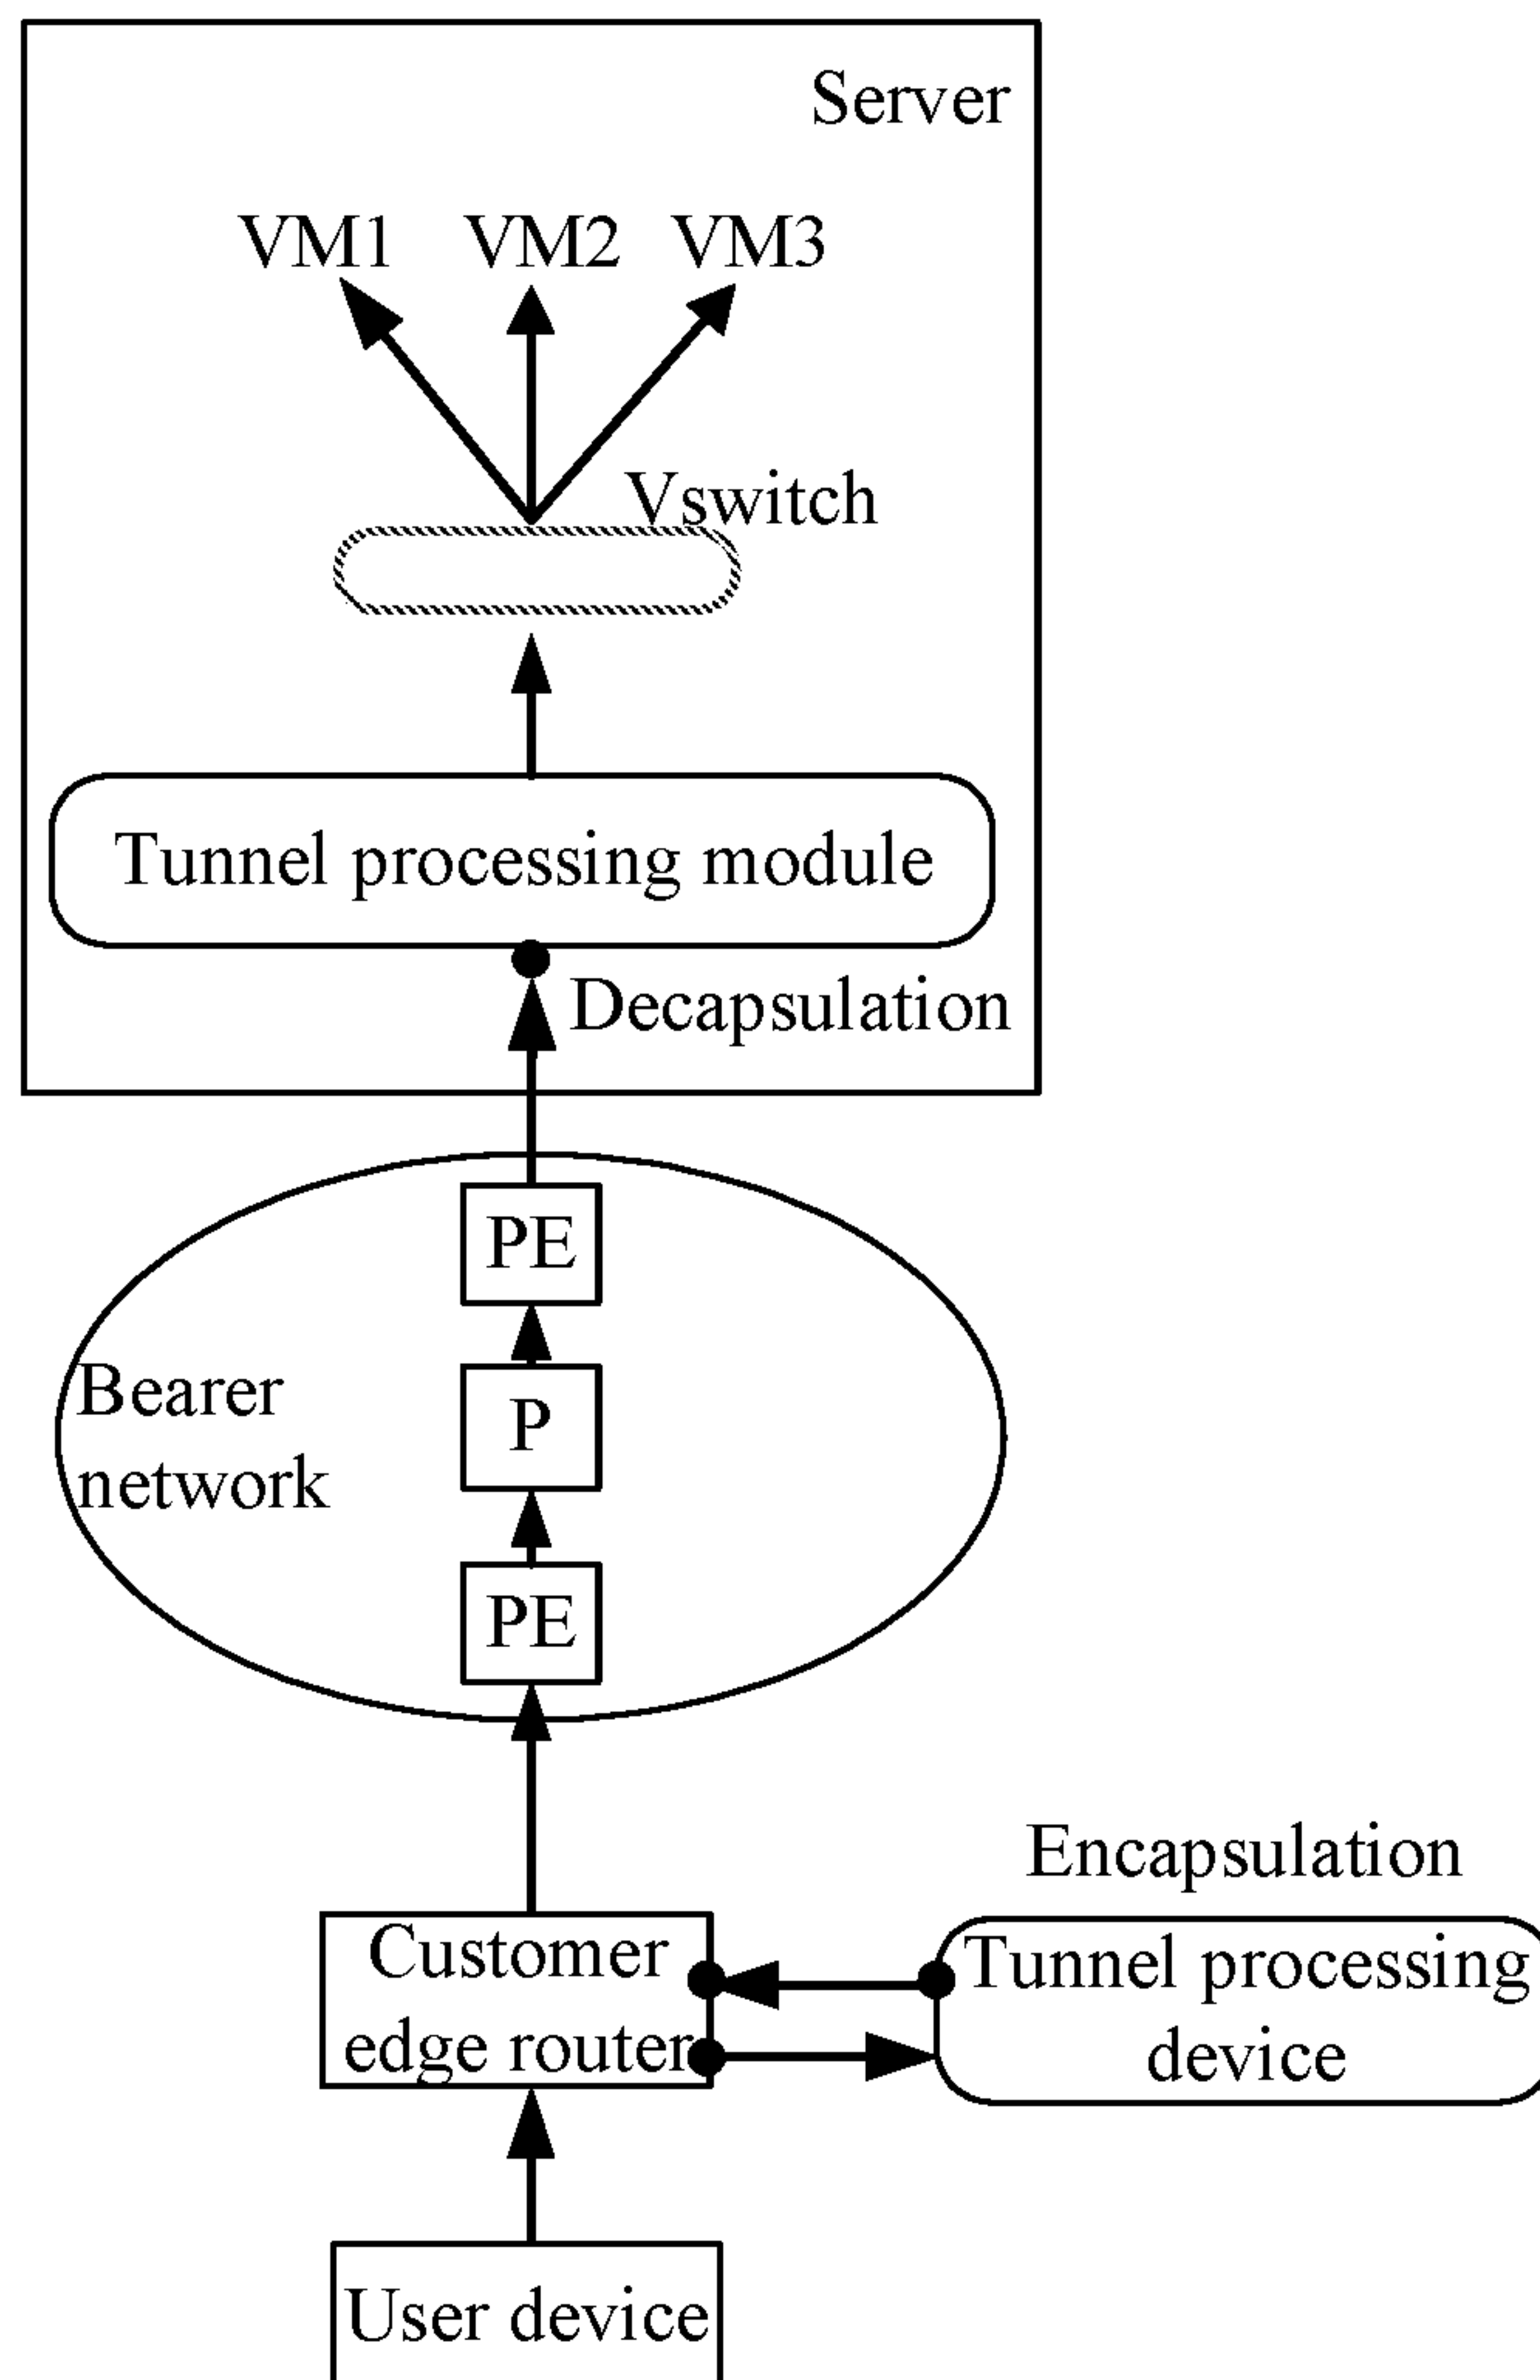 Server
VM1 VM2 VM3
Vswitch
Tunnel processing module
Decapsulation
PE
Bearer
network
P
PE
Encapsulation
Customer
edge router
Tunnel processing
device
User device